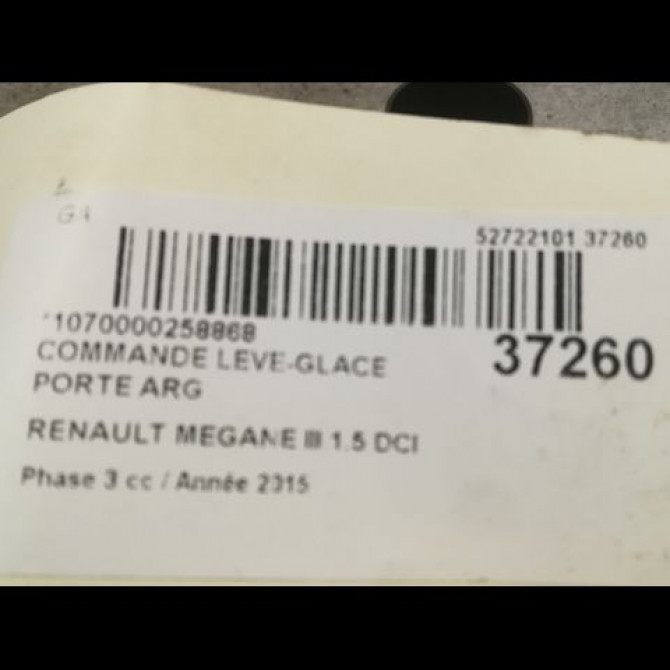 52722101 37260
*1070000258868
37260
COMMANDE LEVE-GLACE
PORTE ARG
RENAULT MEGANE III 1.5 DCI
Phase 3 cc / Année 2015